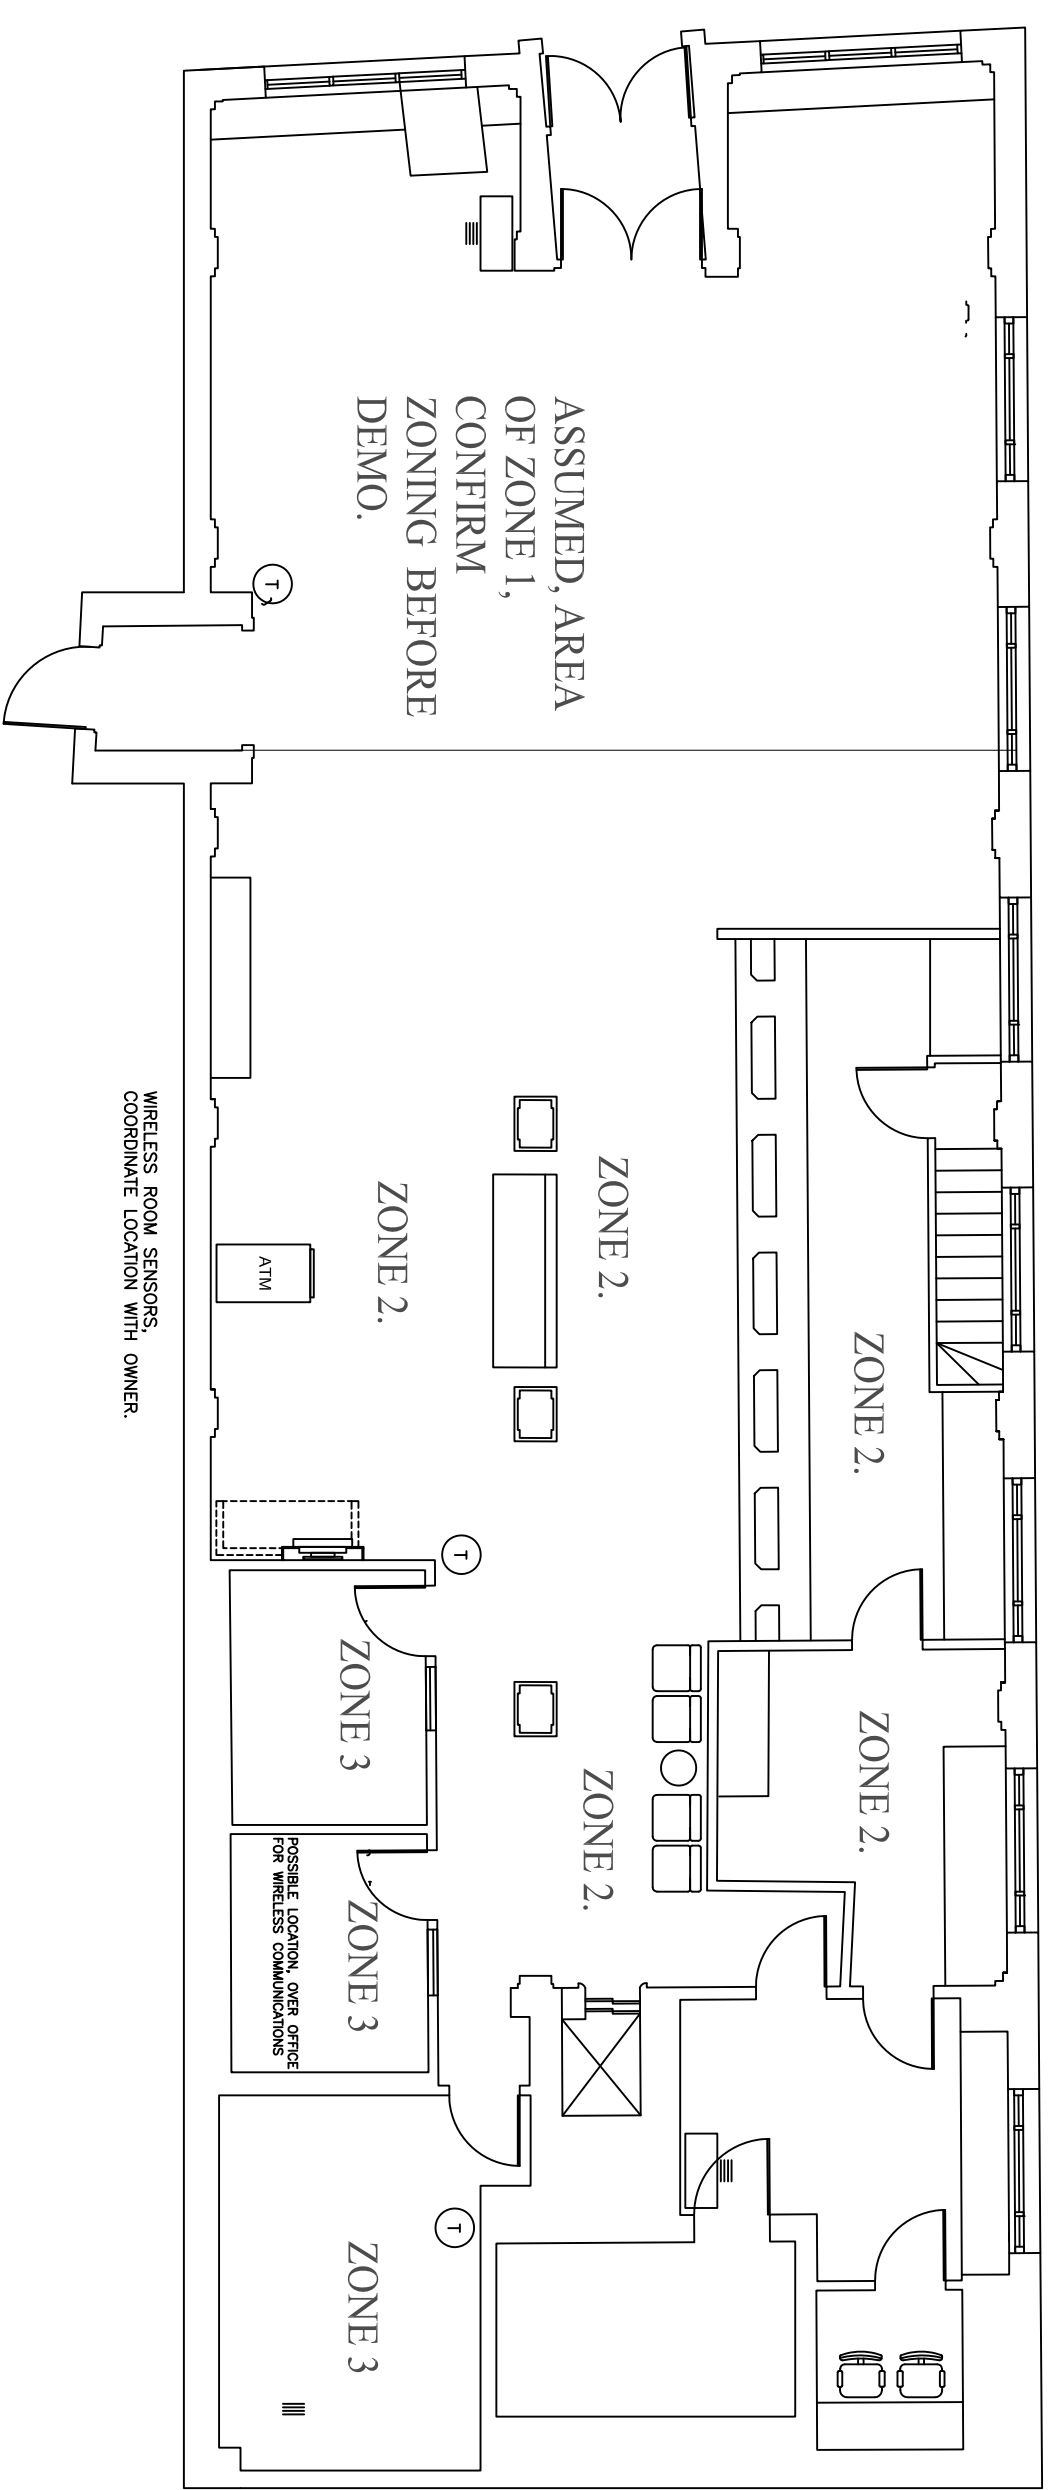 ASSUMED, AREA
OF ZONE 1,
CONFIRM
ZONING BEFORE
DEMO.
T
ZONE 2.
ZONE 2.
ZONE 2.
ZONE 2.
ZONE 2.
ATM
WIRELESS ROOM SENSORS,
COORDINATE LOCATION WITH OWNER.
T
ZONE 3
ZONE 3
POSSIBLE LOCATION, OVER OFFICE
FOR WIRELESS COMMUNICATIONS
T
ZONE 3